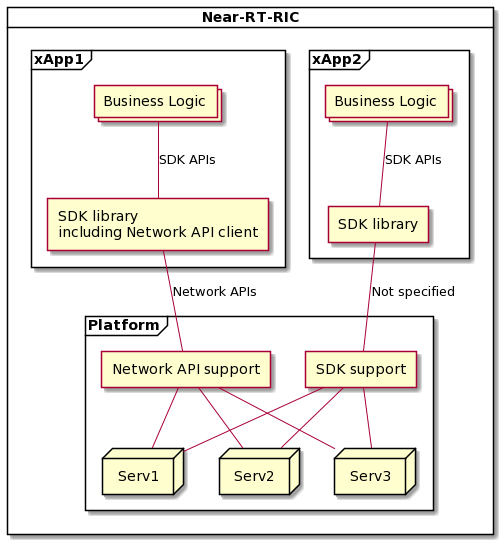 Near-RT-RIC
xApp1
xApp2
Business Logic
Business Logic
SDK APIs
SDK APIs
SDK library
including Network API client
SDK library
Network APIs
Not specified
Platform
Network API support
SDK support
Serv1
Serv2
Serv3